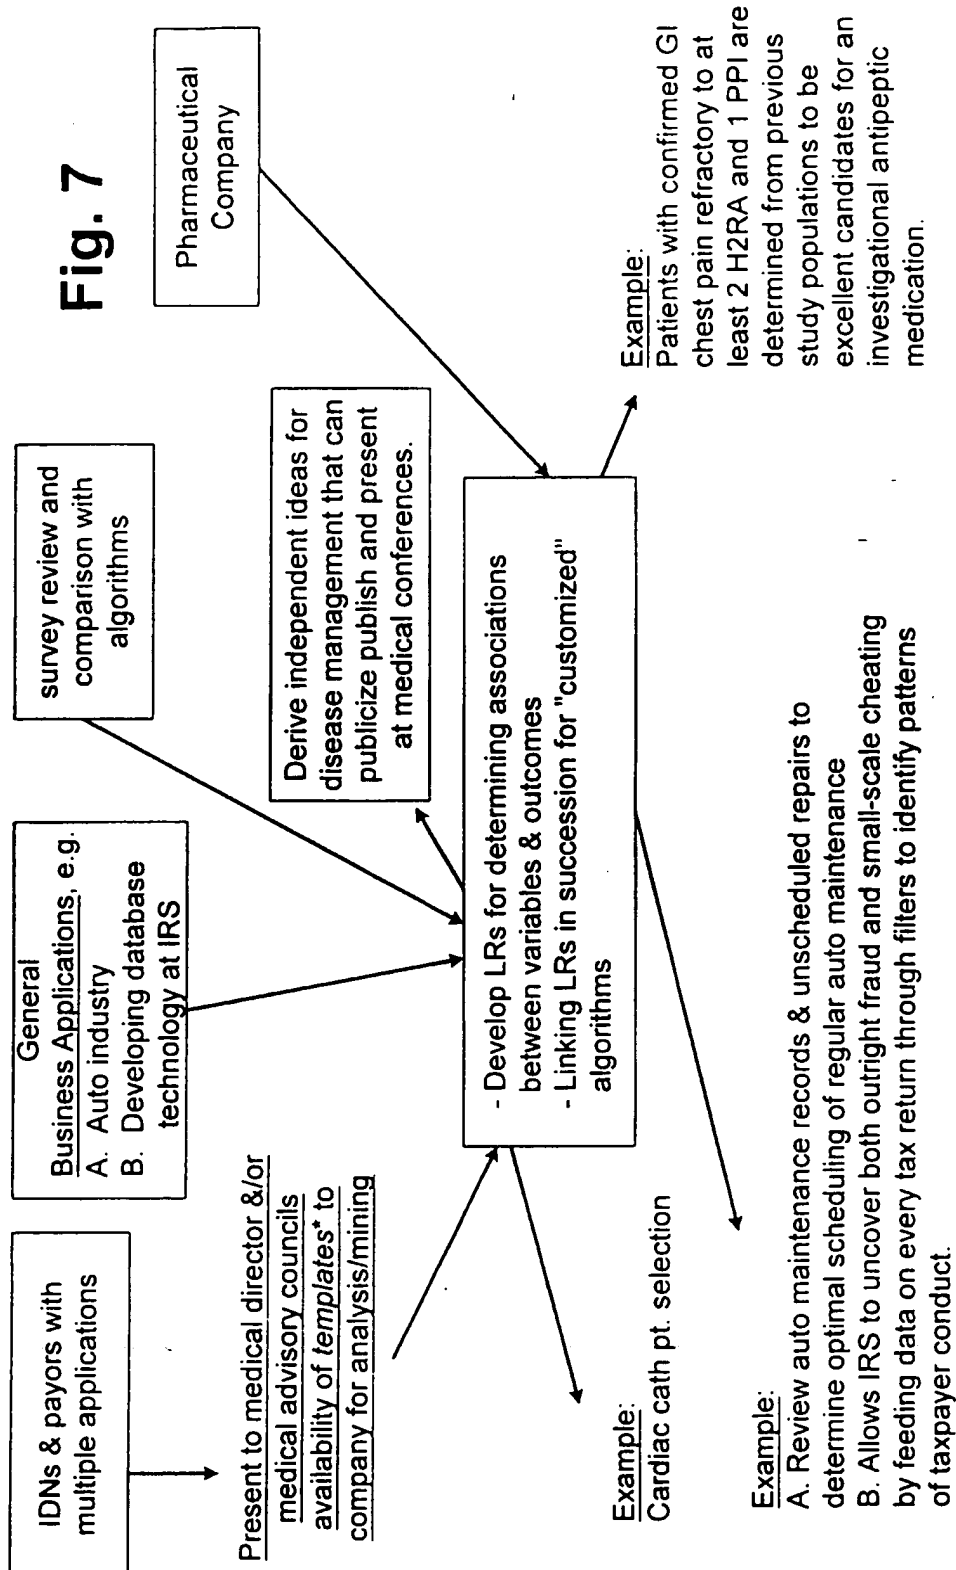 Fig. 7
IDNs & payors with
multiple applications
General
Business Applications, e.g.
A. Auto industry
B. Developing database
technology at IRS
survey review and
comparison with
algorithms
Pharmaceutical
Company
Present to medical director &/or
medical advisory councils
availability of templates* to
company for analysis/mining
Derive independent ideas for
disease management that can
publicize publish and present
at medical conferences.
- Develop LRs for determining associations
between variables & outcomes
- Linking LRs in succession for "customized"
algorithms
Example:
Cardiac cath pt. selection
Example:
Patients with confirmed GI
chest pain refractory to at
least 2 H2RA and 1 PPI are
determined from previous
study populations to be
excellent candidates for an
investigational antipeptic
medication.
Example:
A. Review auto maintenance records & unscheduled repairs to
determine optimal scheduling of regular auto maintenance
B. Allows IRS to uncover both outright fraud and small-scale cheating
by feeding data on every tax return through filters to identify patterns
of taxpayer conduct.